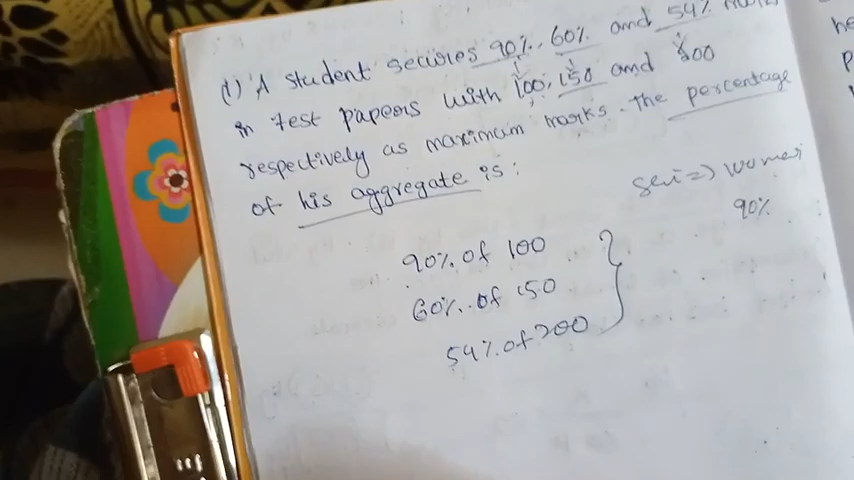 (1) A student secures 90%, 60% and 54%
in test papers with 100, 150 and 200
respectively as maximum marks. The percentage
of his aggregate is:
90%
90% of 100
60% of 150
54% of 200